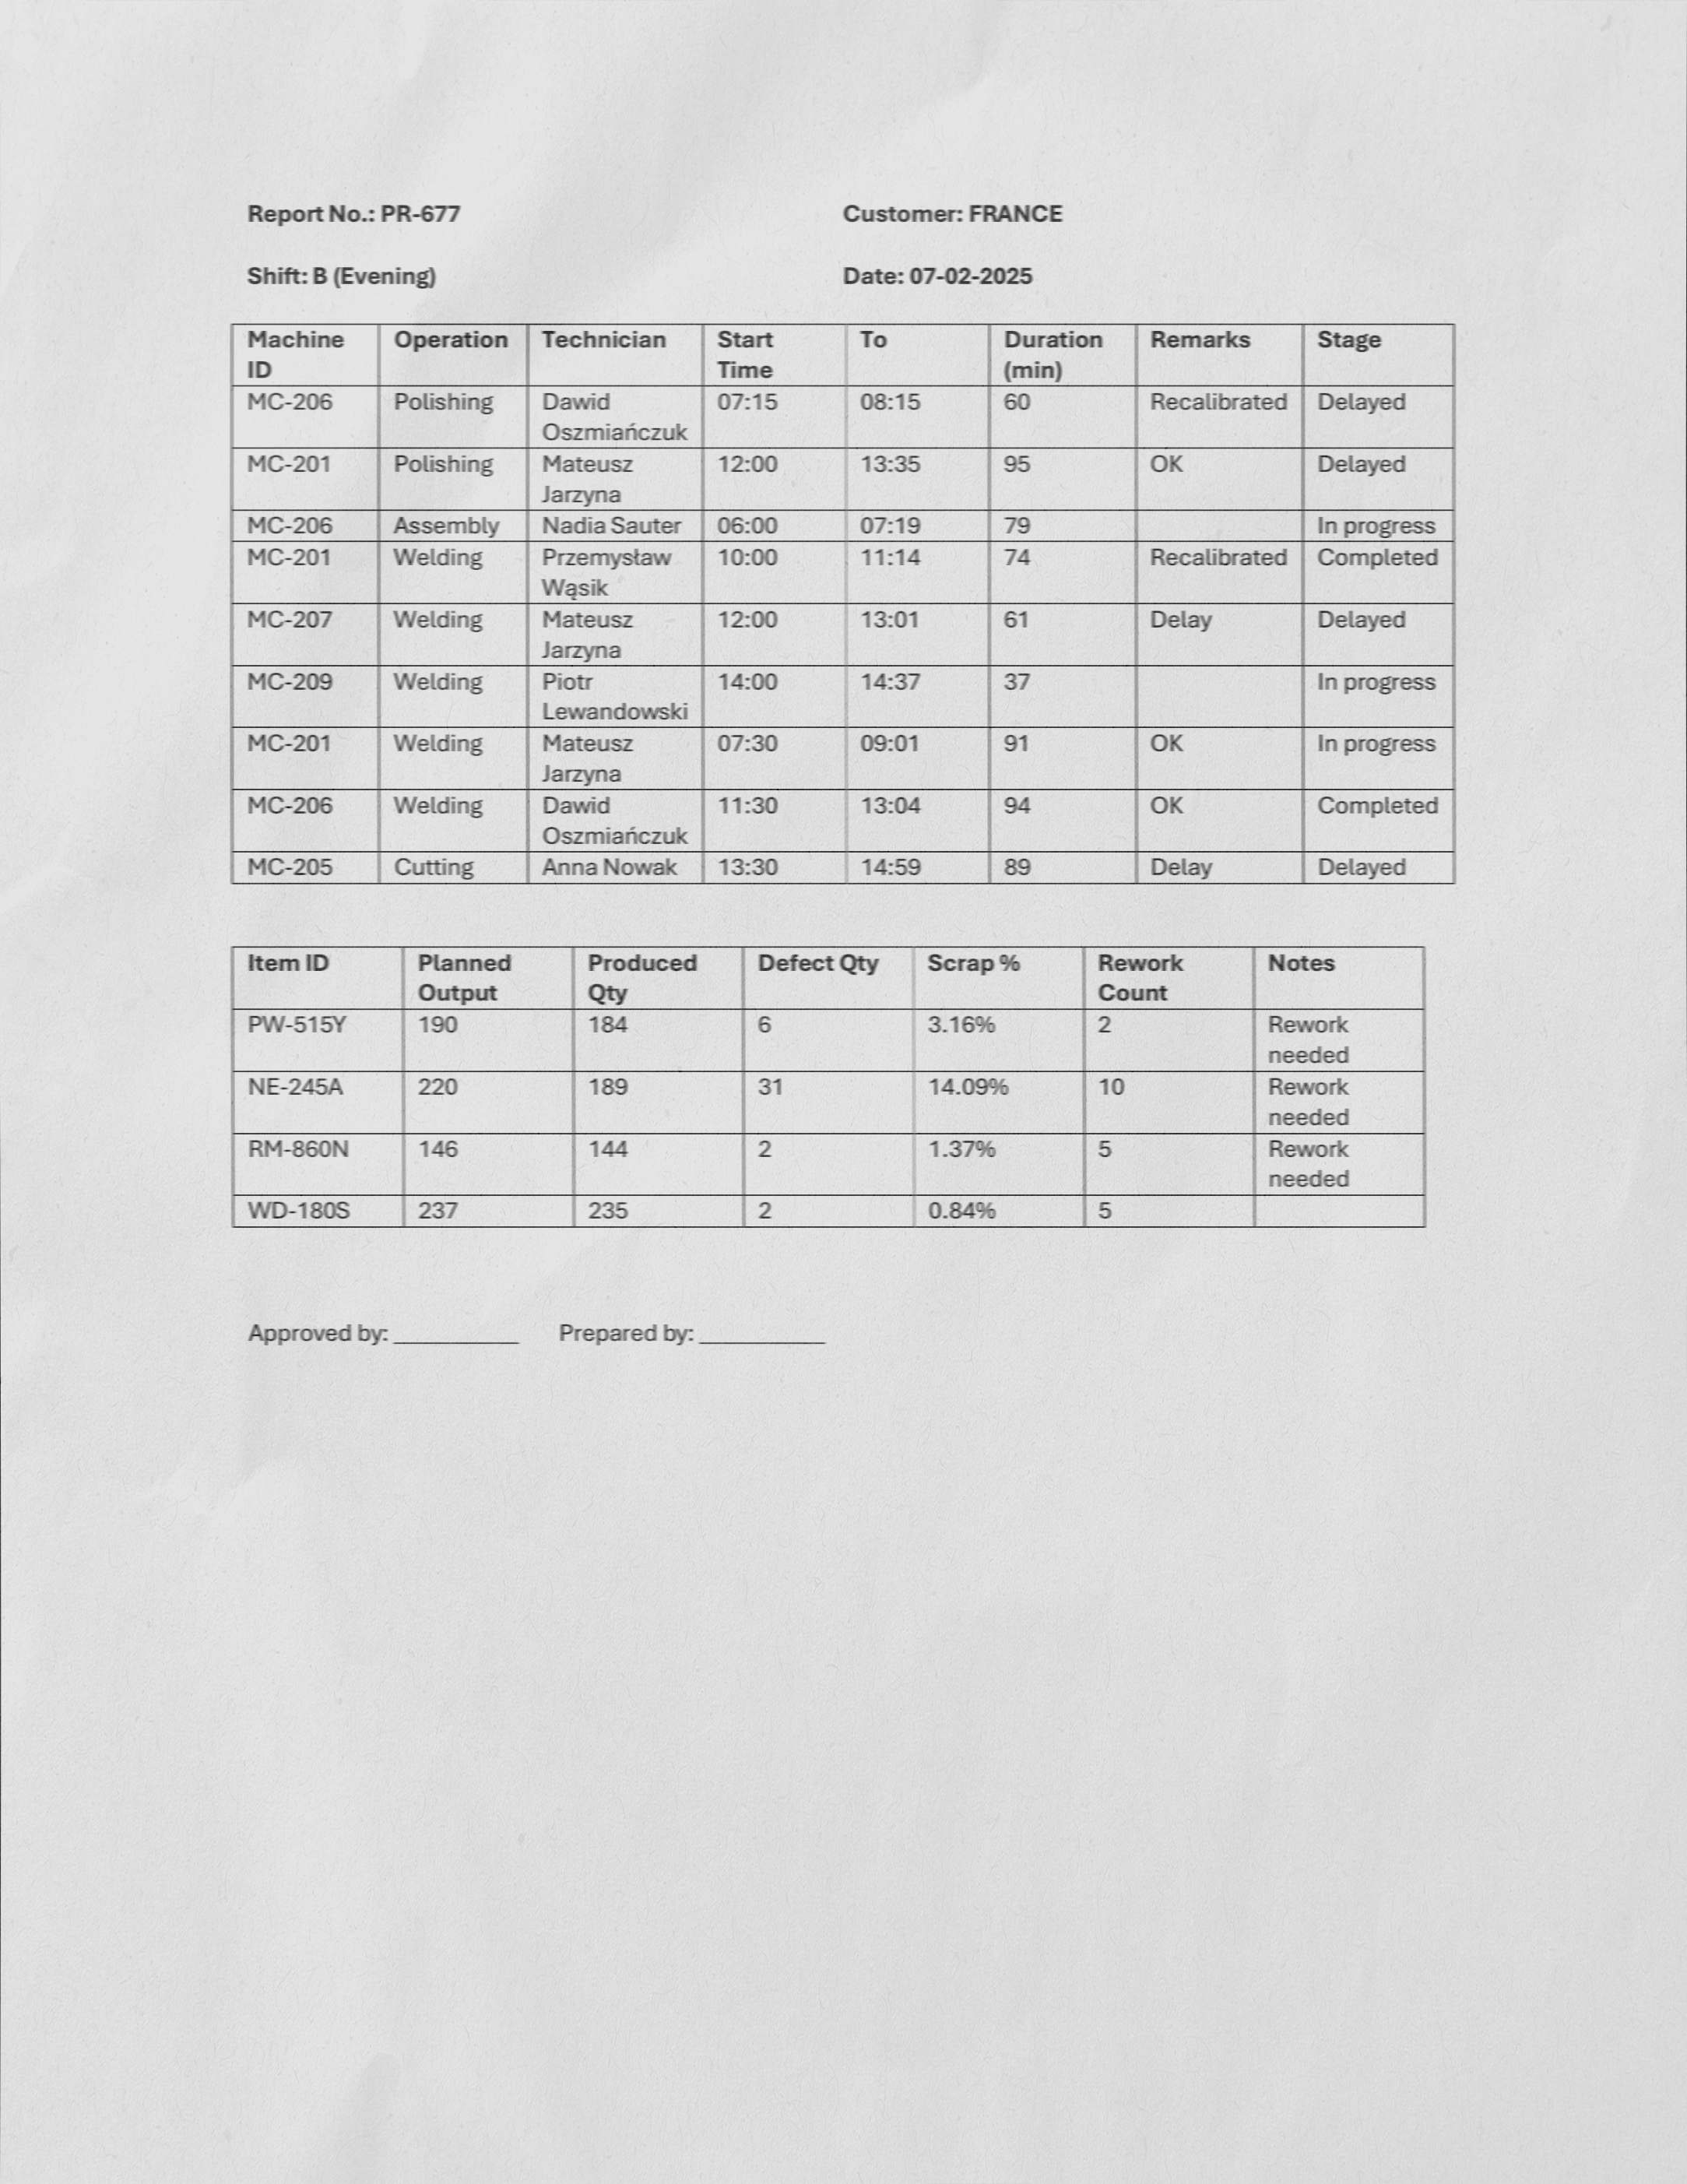 Report No.: PR-677 Customer: FRANCE
Shift: B (Evening) Date: 07-02-2025
Machine ID Operation Technician Start Time To Duration (min) Remarks Stage
MC-206 Polishing Dawid Oszmiańczuk 07:15 08:15 60 Recalibrated Delayed
MC-201 Polishing Mateusz Jarzyna 12:00 13:35 95 OK Delayed
MC-206 Assembly Nadia Sauter 06:00 07:19 79 In progress
MC-201 Welding Przemysław Wąsik 10:00 11:14 74 Recalibrated Completed
MC-207 Welding Mateusz Jarzyna 12:00 13:01 61 Delay Delayed
MC-209 Welding Piotr Lewandowski 14:00 14:37 37 In progress
MC-201 Welding Mateusz Jarzyna 07:30 09:01 91 OK In progress
MC-206 Welding Dawid Oszmiańczuk 11:30 13:04 94 OK Completed
MC-205 Cutting Anna Nowak 13:30 14:59 89 Delay Delayed
Item ID Planned Output Produced Qty Defect Qty Scrap % Rework Count Notes
PW-515Y 190 184 6 3.16% 2 Rework needed
NE-245A 220 189 31 14.09% 10 Rework needed
RM-860N 146 144 2 1.37% 5 Rework needed
WD-180S 237 235 2 0.84% 5
Approved by: __________ Prepared by: __________